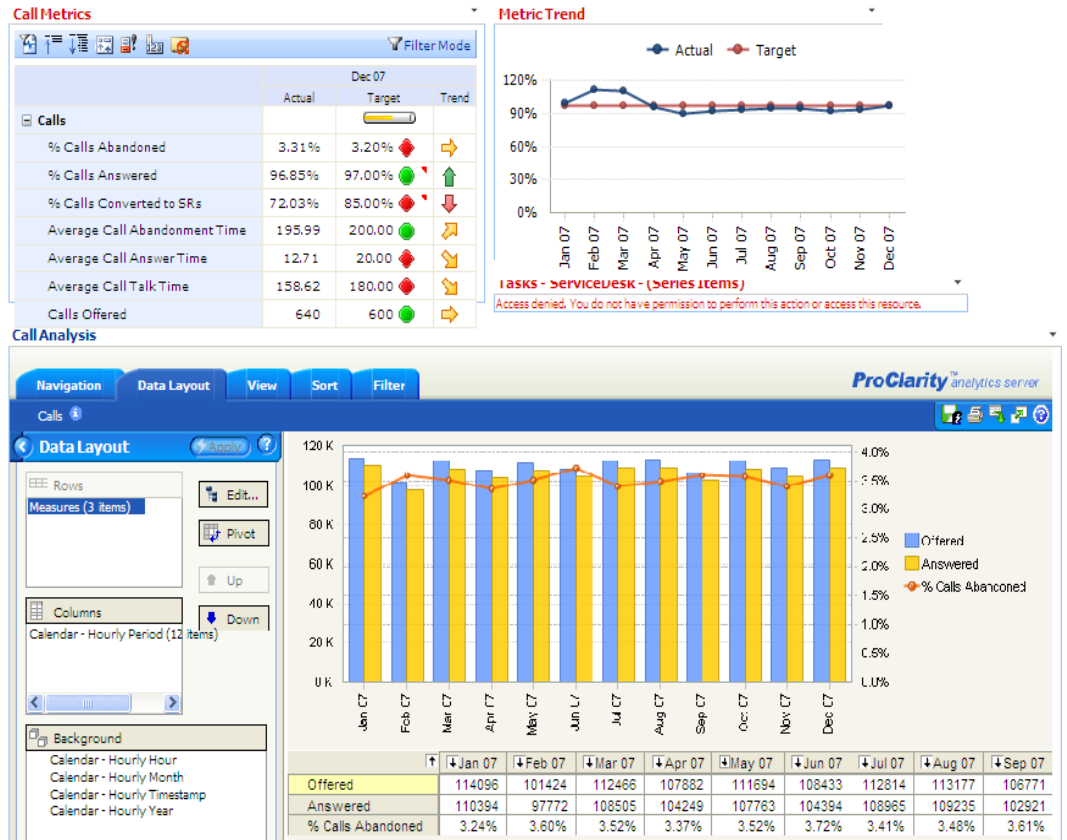 Call Metrics
Filter Mode
Dec 07
Actual Target Trend
Calls
% Calls Abandoned 3.31% 3.20%
% Calls Answered 96.85% 97.00%
% Calls Converted to SRs 72.03% 85.00%
Average Call Abandonment Time 195.99 200.00
Average Call Answer Time 12.71 20.00
Average Call Talk Time 158.62 180.00
Calls Offered 640 600
Metric Trend
Actual Target
120%
90%
60%
30%
0%
Jan 07 Feb 07 Mar 07 Apr 07 May 07 Jun 07 Jul 07 Aug 07 Sep 07 Oct 07 Nov 07 Dec 07
Tasks - ServiceDesk - (Series Items)
Access denied. You do not have permission to perform this action or access this resource.
Call Analysis
Navigation Data Layout View Sort Filter
ProClarity™ analytics server
Calls
Data Layout Apply
Rows
Measures (3 items)
Edit...
Pivot
Up
Down
Columns
Calendar - Hourly Period (12 items)
Background
Calendar - Hourly Hour
Calendar - Hourly Month
Calendar - Hourly Timestamp
Calendar - Hourly Year
120 K
100 K
80 K
60 K
40 K
20 K
0 K
4.0%
3.5%
3.0%
2.5%
2.0%
1.5%
1.0%
0.5%
0.0%
Offered
Answered
% Calls Abandoned
Jan 07 Feb 07 Mar 07 Apr 07 May 07 Jun 07 Jul 07 Aug 07 Sep 07 Oct 07 Nov 07 Dec 07
Jan 07 Feb 07 Mar 07 Apr 07 May 07 Jun 07 Jul 07 Aug 07 Sep 07
Offered 114096 101424 112466 107882 111694 108433 112814 113177 106771
Answered 110394 97772 108505 104249 107763 104394 108965 109235 102921
% Calls Abandoned 3.24% 3.60% 3.52% 3.37% 3.52% 3.72% 3.41% 3.48% 3.61%